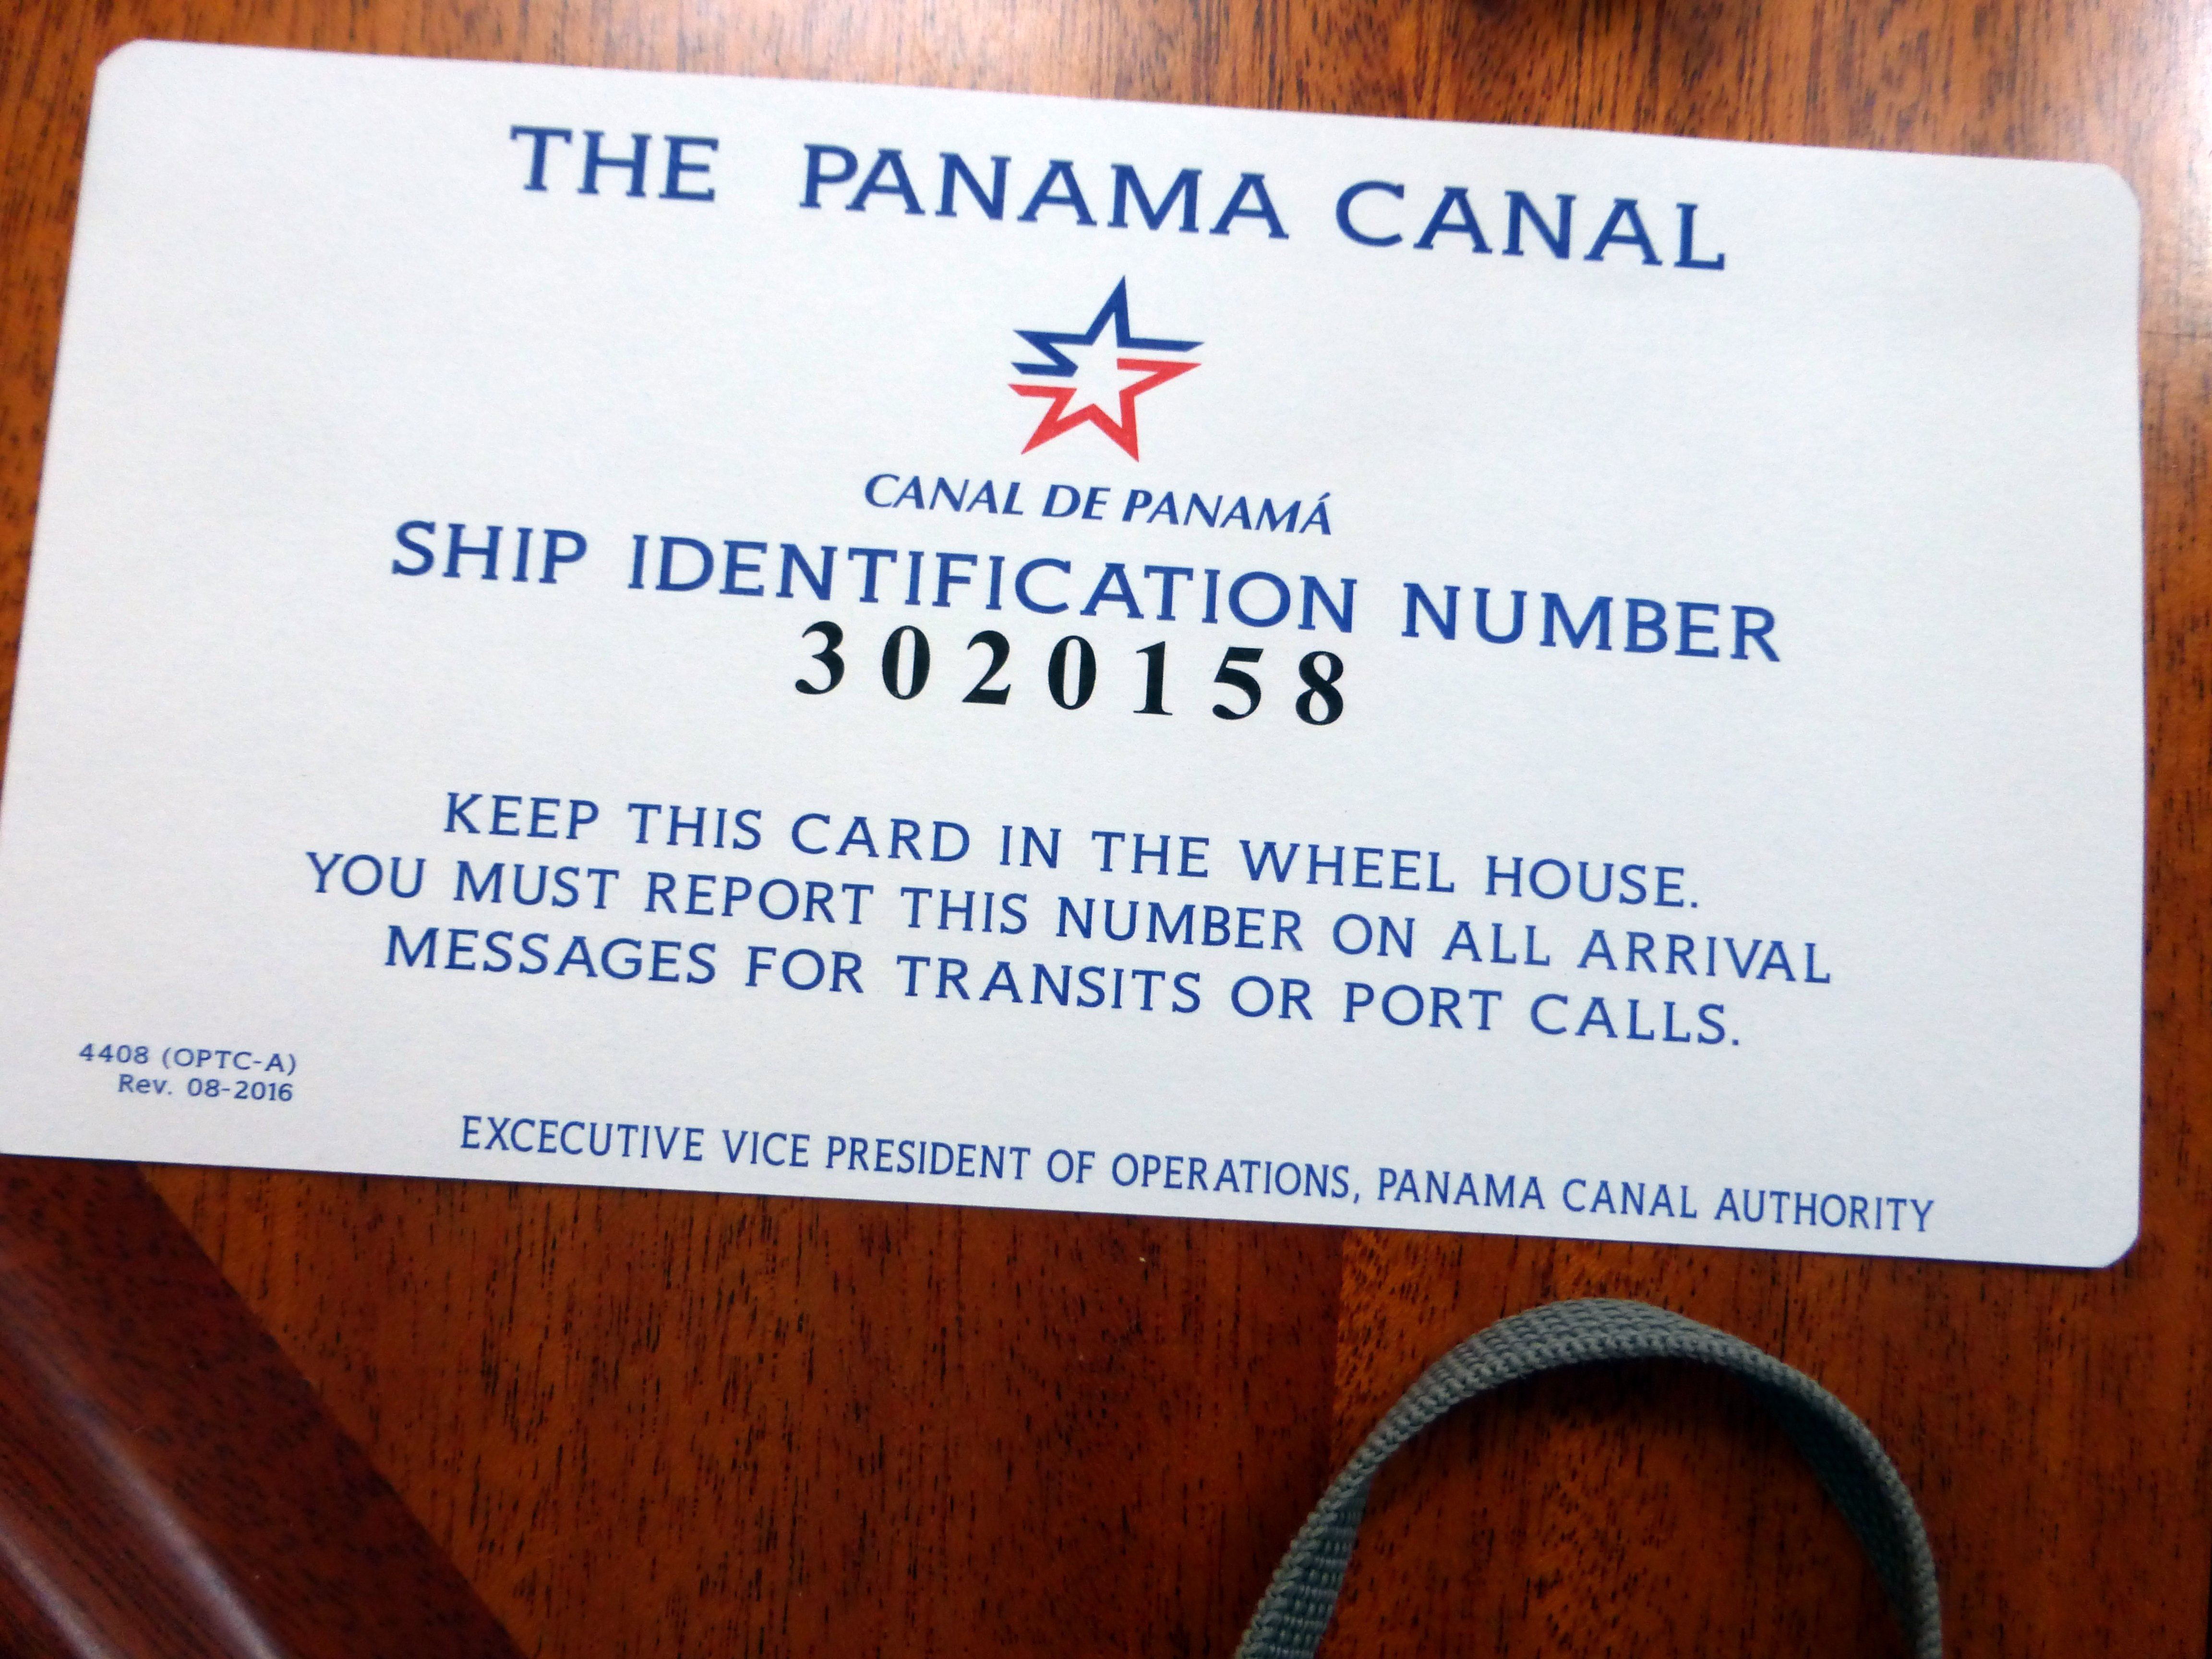 THE PANAMA CANAL
CANAL DE PANAMÁ
SHIP IDENTIFICATION NUMBER
3020158
KEEP THIS CARD IN THE WHEEL HOUSE.
YOU MUST REPORT THIS NUMBER ON ALL ARRIVAL
MESSAGES FOR TRANSITS OR PORT CALLS.
4408 (OPTC-A)
Rev. 08-2016
EXCECUTIVE VICE PRESIDENT OF OPERATIONS, PANAMA CANAL AUTHORITY